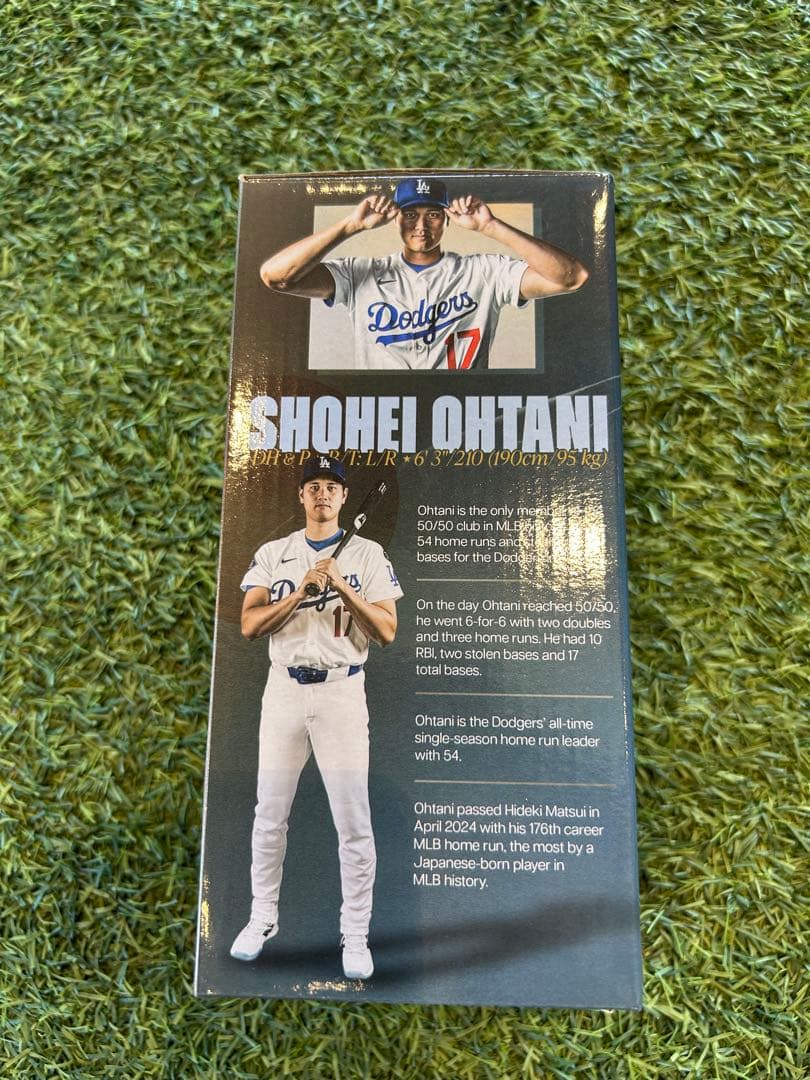 LA
Dodgers
17
SHOHEI OHTANI
DH & P B/T: L/R ★ 6' 3"/210 (190cm/95 kg)
LA
Dodgers
17
LA
Ohtani is the only
50/50 club in MLB
54 home runs and
bases for the
On the day Ohtani reached 50/50,
he went 6-for-6 with two doubles
and three home runs. He had 10
RBI, two stolen bases and 17
total bases.
Ohtani is the Dodgers' all-time
single-season home run leader
with 54.
Ohtani passed Hideki Matsui in
April 2024 with his 176th career
MLB home run, the most by a
Japanese-born player in
MLB history.